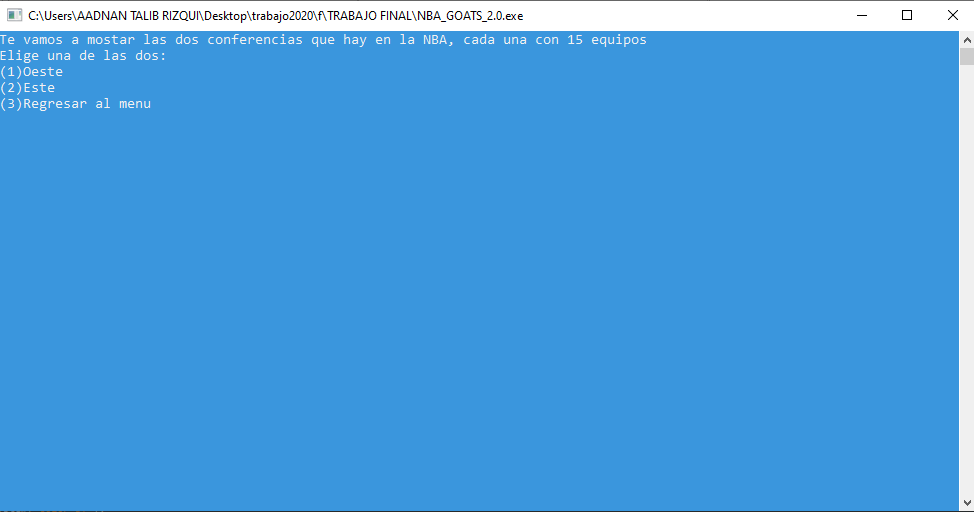 C:\Users\AADNAN TALIB RIZQUI\Desktop\trabajo2020\f\TRABAJO FINAL\NBA_GOATS_2.0.exe
Te vamos a mostar las dos conferencias que hay en la NBA, cada una con 15 equipos
Elige una de las dos:
(1)Oeste
(2)Este
(3)Regresar al menu